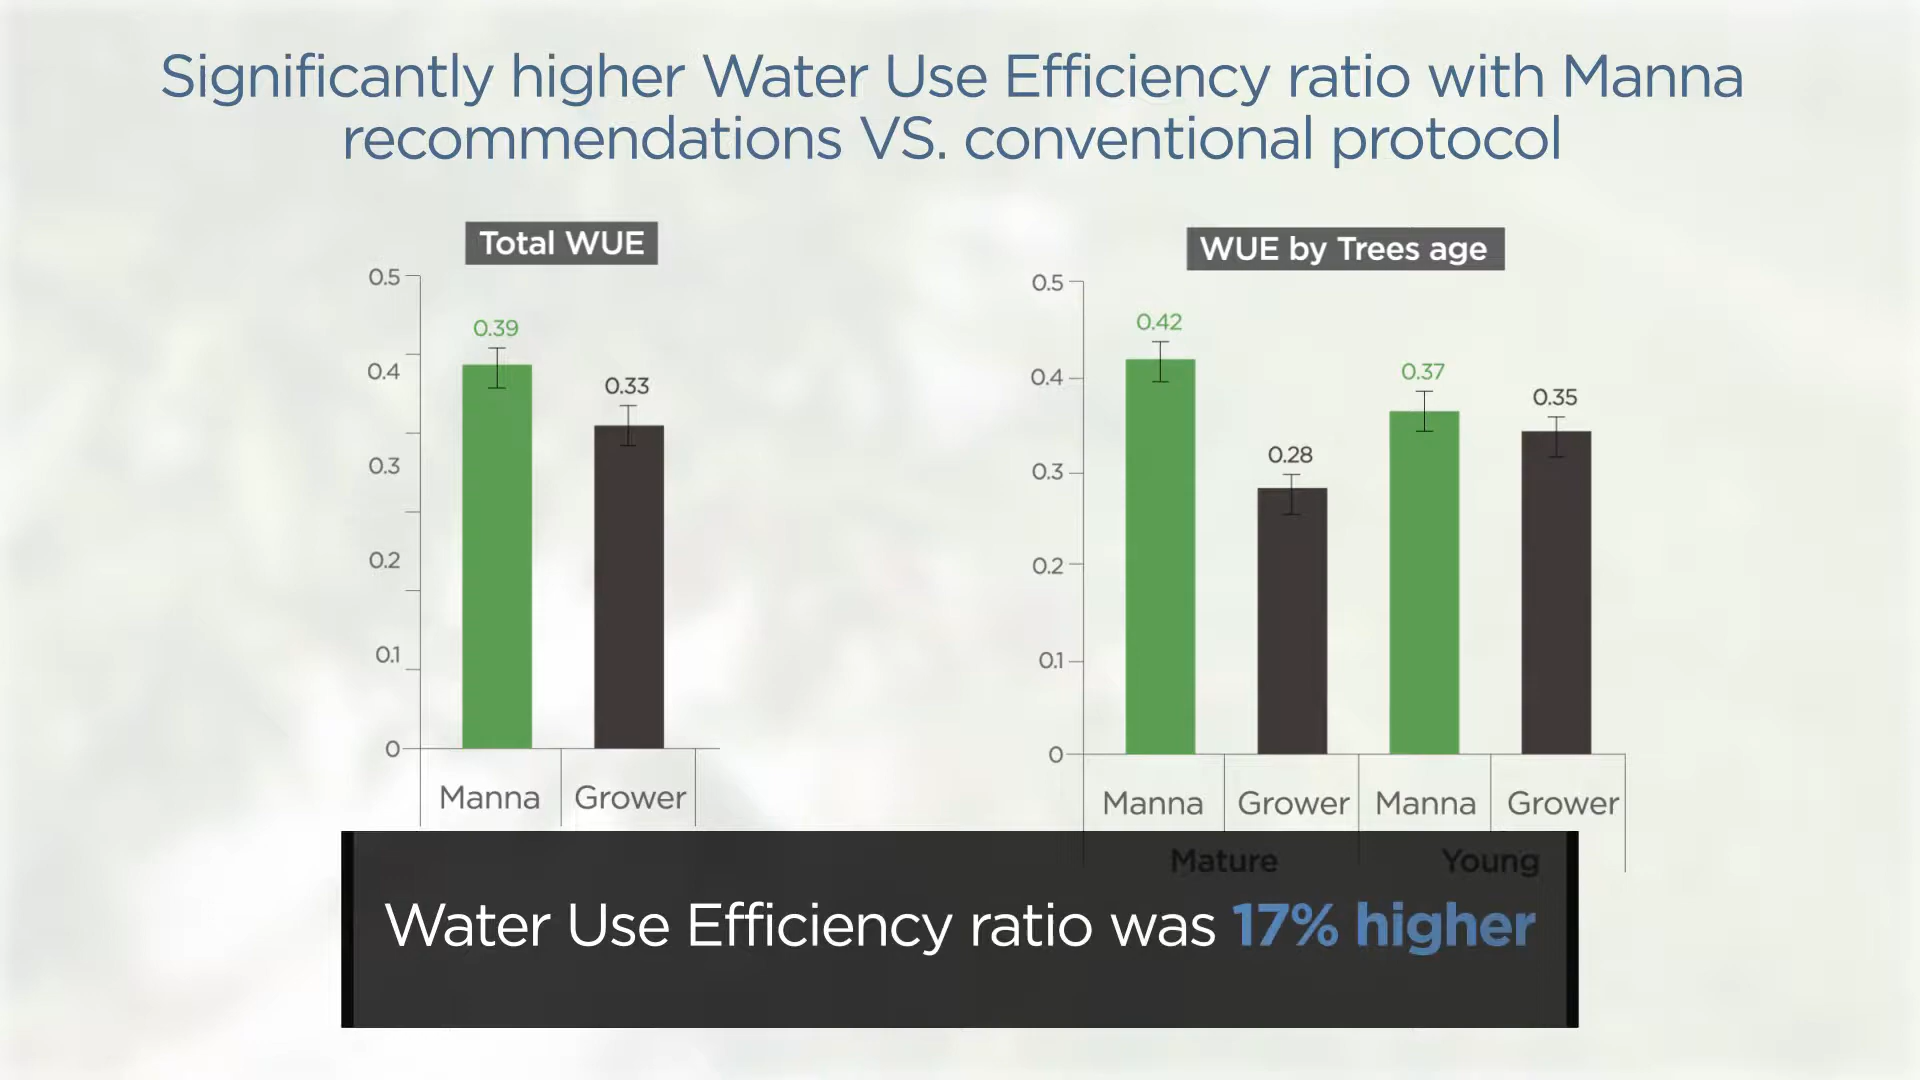 Significantly higher Water Use Efficiency ratio with Manna
recommendations VS. conventional protocol
Total WUE
0.5
0.4
0.3
0.2
0.1
0
0.39
0.33
Manna Grower
WUE by Trees age
0.5
0.4
0.3
0.2
0.1
0
0.42
0.28
0.37
0.35
Manna Grower Manna Grower
Mature Young
Water Use Efficiency ratio was 17% higher